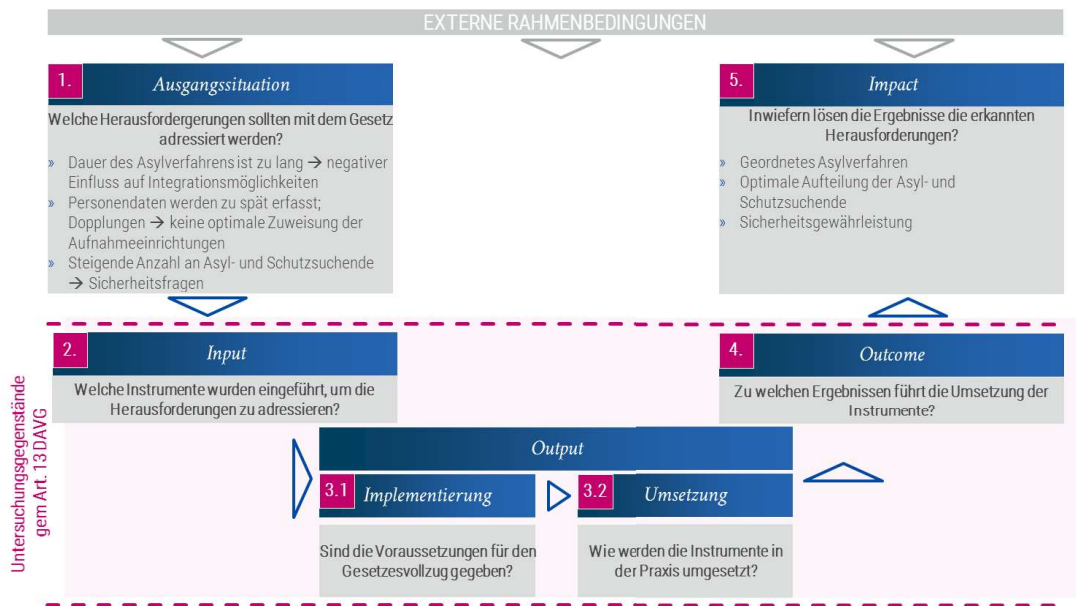 EXTERNE RAHMENBEDINGUNGEN
1.
Ausgangssituation
Welche Herausfordergerungen sollten mit dem Gesetz
adressiert werden?
» Dauer des Asylverfahrens ist zu lang → negativer
Einfluss auf Integrationsmöglichkeiten
» Personendaten werden zu spät erfasst;
Dopplungen → keine optimale Zuweisung der
Aufnahmeeinrichtungen
» Steigende Anzahl an Asyl- und Schutzsuchende
→ Sicherheitsfragen
5.
Impact
Inwiefern lösen die Ergebnisse die erkannten
Herausforderungen?
» Geordnetes Asylverfahren
» Optimale Aufteilung der Asyl- und
Schutzsuchende
» Sicherheitsgewährleistung
Untersuchungsgegenstände
gem Art. 13 DAVG
2.
Input
Welche Instrumente wurden eingeführt, um die
Herausforderungen zu adressieren?
4.
Outcome
Zu welchen Ergebnissen führt die Umsetzung der
Instrumente?
Output
3.1
Implementierung
Sind die Voraussetzungen für den
Gesetzesvollzug gegeben?
3.2
Umsetzung
Wie werden die Instrumente in
der Praxis umgesetzt?